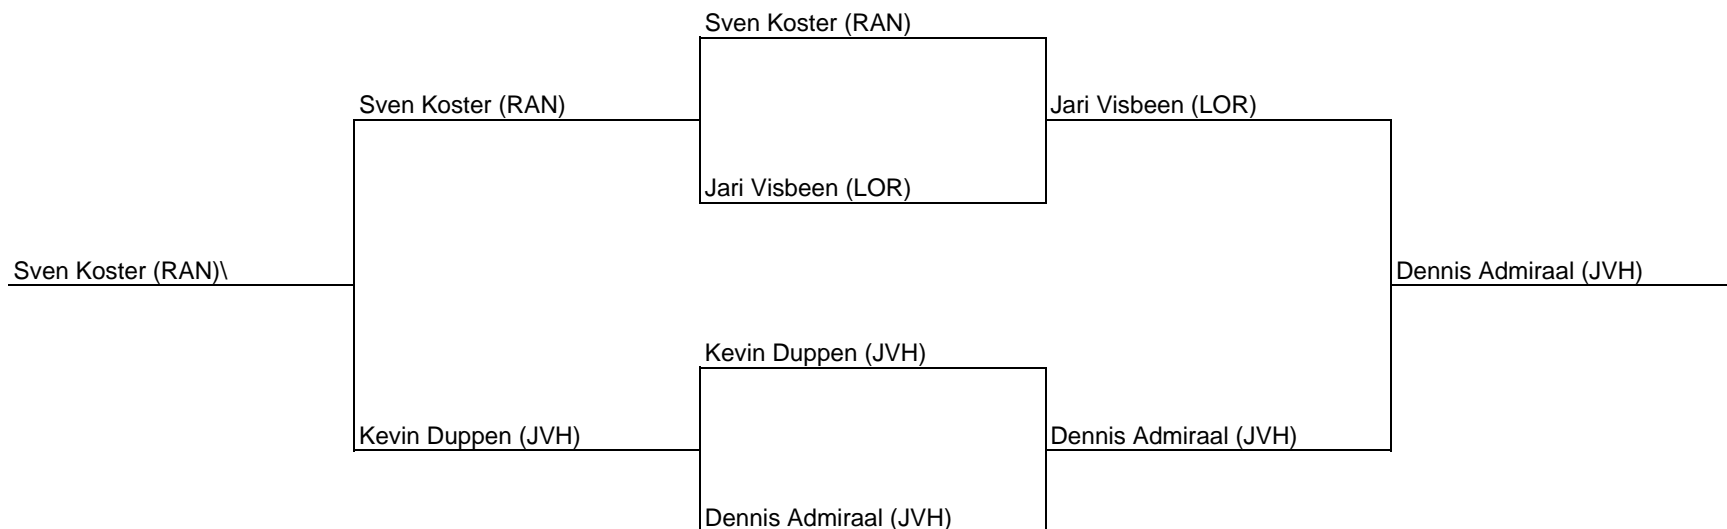 Sven Koster (RAN)
Sven Koster (RAN)
Jari Visbeen (LOR)
Jari Visbeen (LOR)
Sven Koster (RAN)\
Dennis Admiraal (JVH)
Kevin Duppen (JVH)
Kevin Duppen (JVH)
Dennis Admiraal (JVH)
Dennis Admiraal (JVH)